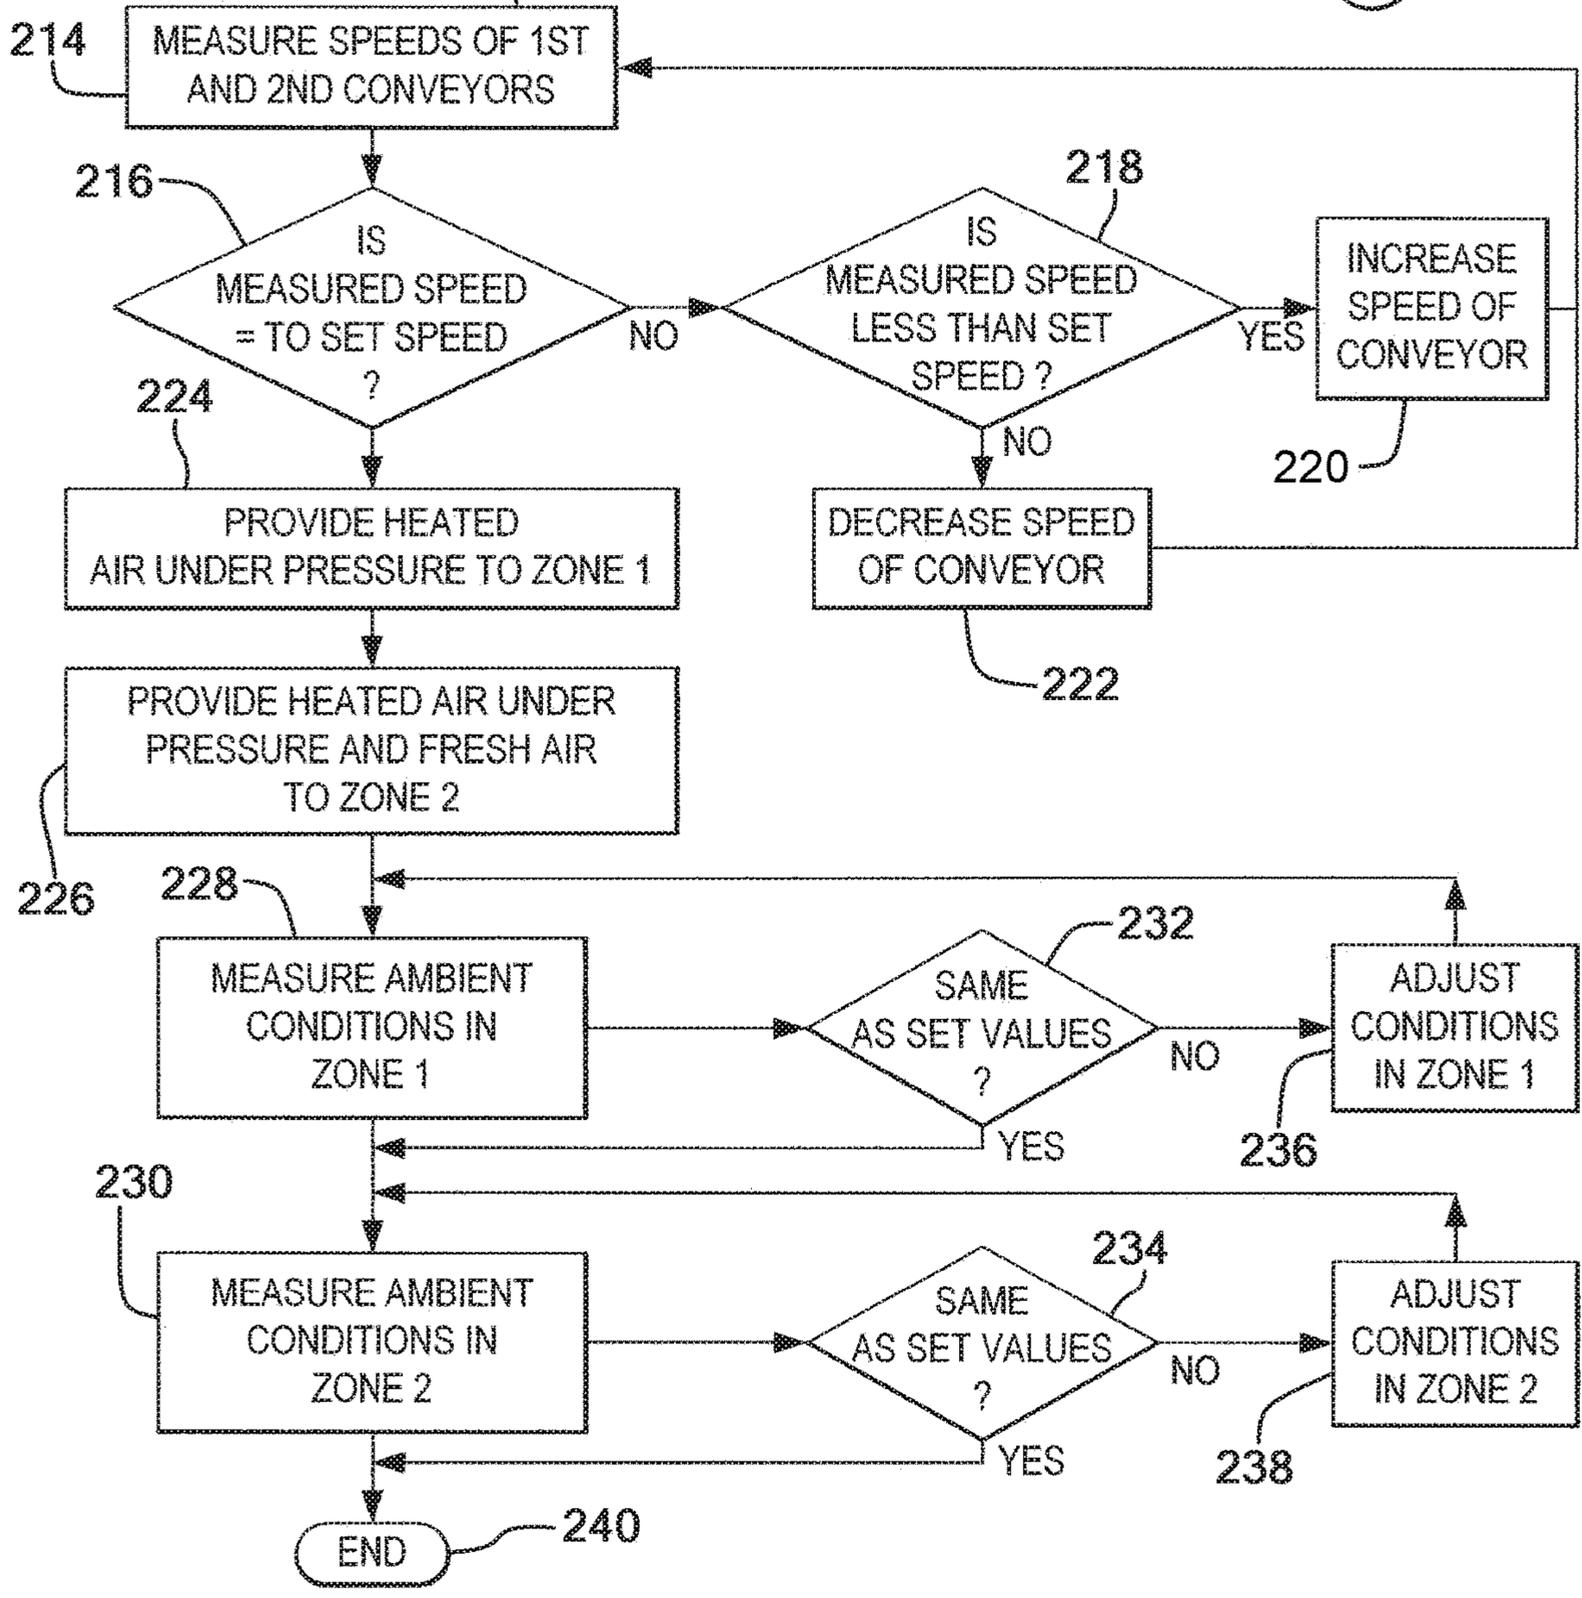 214
MEASURE SPEEDS OF 1ST
AND 2ND CONVEYORS
216
IS
MEASURED SPEED
= TO SET SPEED
?
NO
218
IS
MEASURED SPEED
LESS THAN SET
SPEED ?
YES
NO
INCREASE
SPEED OF
CONVEYOR
220
224
PROVIDE HEATED
AIR UNDER PRESSURE TO ZONE 1
DECREASE SPEED
OF CONVEYOR
222
PROVIDE HEATED AIR UNDER
PRESSURE AND FRESH AIR
TO ZONE 2
226
228
MEASURE AMBIENT
CONDITIONS IN
ZONE 1
232
SAME
AS SET VALUES
?
NO
YES
ADJUST
CONDITIONS
IN ZONE 1
236
230
MEASURE AMBIENT
CONDITIONS IN
ZONE 2
234
SAME
AS SET VALUES
?
NO
YES
ADJUST
CONDITIONS
IN ZONE 2
238
END
240